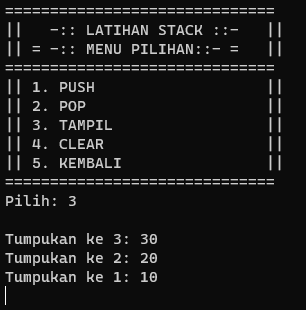 ==============================
||   -:: LATIHAN STACK ::-   ||
|| = -:: MENU PILIHAN::- =   ||
==============================
|| 1. PUSH                   ||
|| 2. POP                    ||
|| 3. TAMPIL                 ||
|| 4. CLEAR                  ||
|| 5. KEMBALI                ||
==============================
Pilih: 3

Tumpukan ke 3: 30
Tumpukan ke 2: 20
Tumpukan ke 1: 10